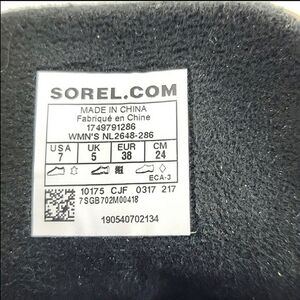 SOREL.COM
MADE IN CHINA
Fabriqué en Chine
1749791286
WMN'S NL2648-286
USA UK EUR CM
7 5 38 24
ECA-3
10175 CJF 0317 217
7SGB702M00418
190540702134